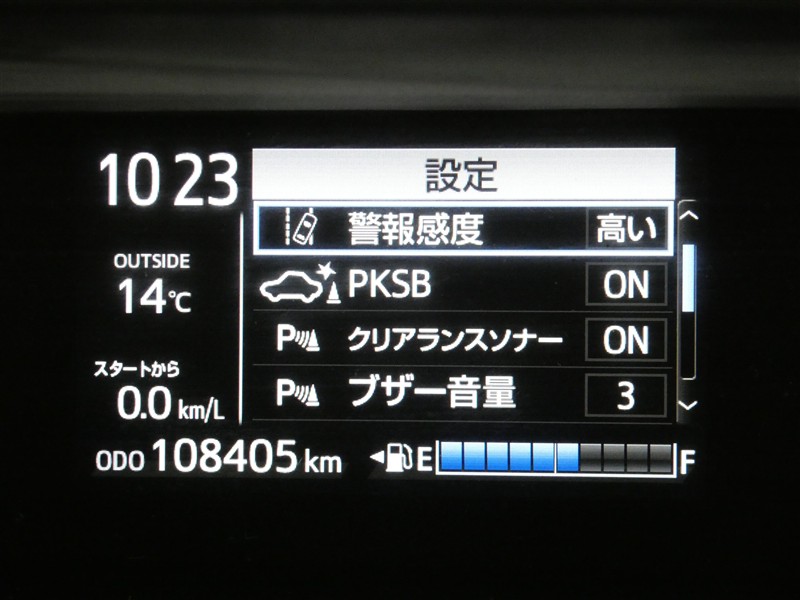 10 23
OUTSIDE
14℃
スタートから
0.0 km/L
設定
警報感度 高い
PKSB ON
P クリアランスソナー ON
P ブザー音量 3
ODO 108405 km
E F